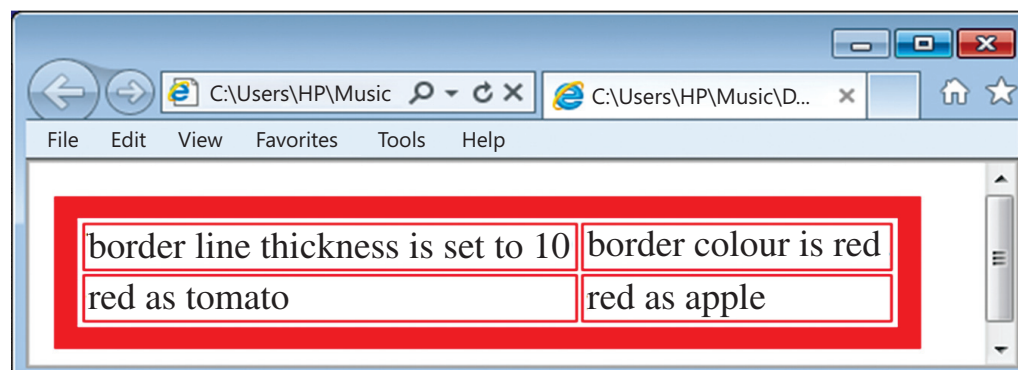 C:\Users\HP\Music
C:\Users\HP\Music\D...
File Edit View Favorites Tools Help
border line thickness is set to 10 border colour is red
red as tomato red as apple